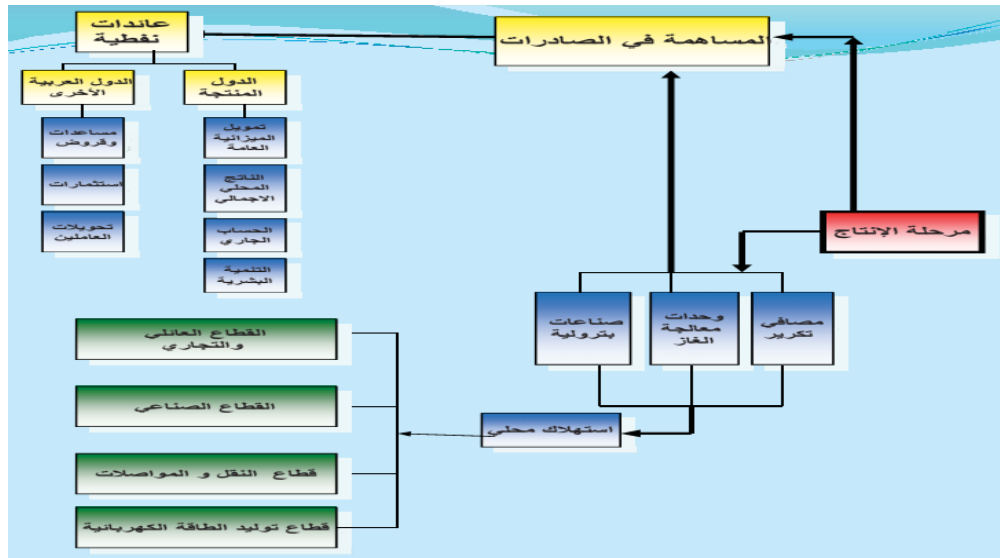 المساهمة في الصادرات
عائدات
نفطية
الدول
المنتجة
الدول العربية
الأخرى
تمويل
الميزانية
العامة
مساعدات
وقروض
الناتج
المحلي
الاجمالي
استثمارات
الحساب
الجاري
تحويلات
العاملين
التنمية
البشرية
مرحلة الإنتاج
مصافي
تكرير
وحدات
معالجة
الغاز
صناعات
بترولية
استهلاك محلي
القطاع العائلي
والتجاري
القطاع الصناعي
قطاع النقل و المواصلات
قطاع توليد الطاقة الكهربائية